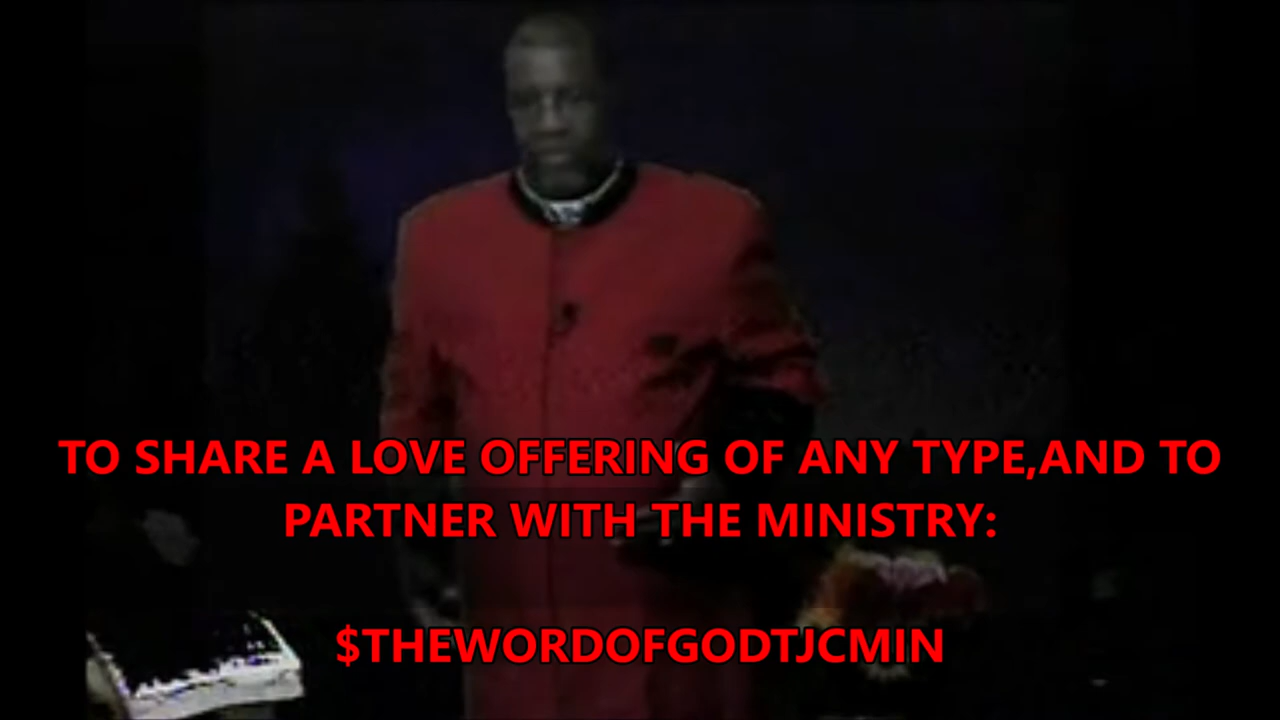 TO SHARE A LOVE OFFERING OF ANY TYPE,AND TO
PARTNER WITH THE MINISTRY:
$THEWORDOFGODTJCMIN